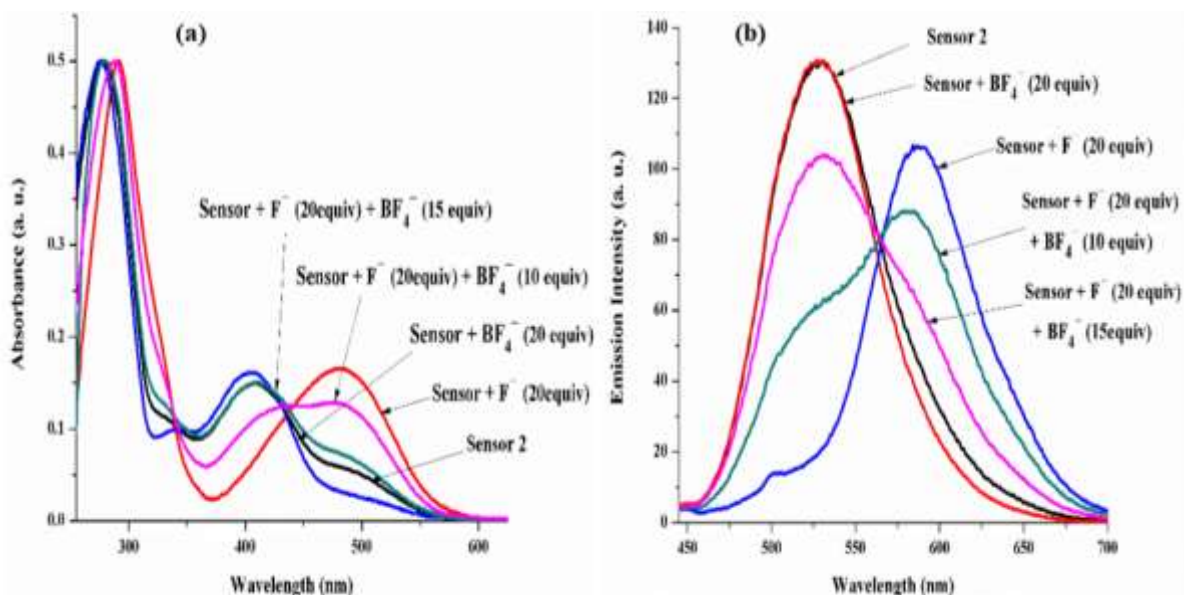 (a)
0.5
0.4
0.3
0.2
0.1
0.0
Absorbance (a. u.)
Sensor + F⁻ (20equiv) + BF₄⁻ (15 equiv)
Sensor + F⁻ (20equiv) + BF₄⁻ (10 equiv)
Sensor + BF₄⁻ (20 equiv)
Sensor + F⁻ (20equiv)
Sensor 2
300
400
500
600
Wavelength (nm)
(b)
140
120
100
80
60
40
20
0
Emission Intensity (a. u.)
Sensor 2
Sensor + BF₄⁻ (20 equiv)
Sensor + F (20 equiv)
Sensor + F⁻ (20 equiv)
+ BF₄⁻ (10 equiv)
Sensor + F⁻ (20 equiv)
+ BF₄⁻ (15equiv)
450
500
550
600
650
700
Wavelength (nm)